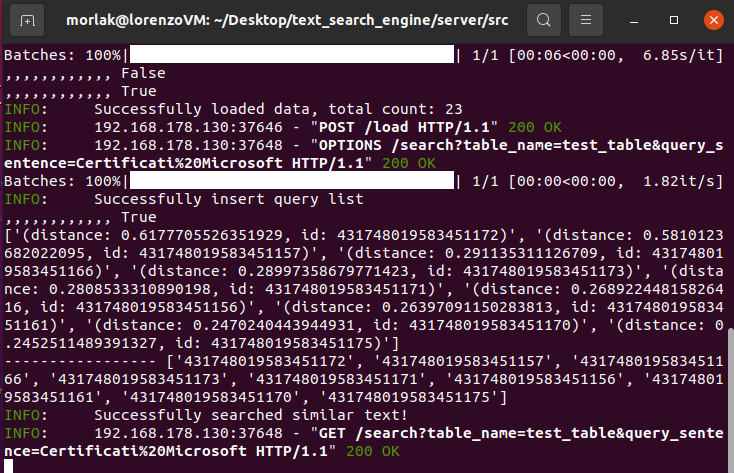 morlak@lorenzoVM: ~/Desktop/text_search_engine/server/src
Batches: 100%| | 1/1 [00:06<00:00,  6.85s/it]
,,,,,,,,,,,, False
,,,,,,,,,,,, True
INFO:     Successfully loaded data, total count: 23
INFO:     192.168.178.130:37646 - "POST /load HTTP/1.1" 200 OK
INFO:     192.168.178.130:37648 - "OPTIONS /search?table_name=test_table&query_s
entence=Certificati%20Microsoft HTTP/1.1" 200 OK
Batches: 100%| | 1/1 [00:00<00:00,  1.82it/s]
INFO:     Successfully insert query list
,,,,,,,,,,,, True
['(distance: 0.6177705526351929, id: 431748019583451172)', '(distance: 0.5810123
682022095, id: 431748019583451157)', '(distance: 0.291135311126709, id: 43174801
9583451166)', '(distance: 0.28997358679771423, id: 431748019583451173)', '(dista
nce: 0.2808533310890198, id: 431748019583451171)', '(distance: 0.268922448158264
16, id: 431748019583451156)', '(distance: 0.26397091150283813, id: 4317480195834
51161)', '(distance: 0.2470240443944931, id: 431748019583451170)', '(distance: 0
.2452511489391327, id: 431748019583451175)']
----------------- ['431748019583451172', '431748019583451157', '4317480195834511
66', '431748019583451173', '431748019583451171', '431748019583451156', '43174801
9583451161', '431748019583451170', '431748019583451175']
INFO:     Successfully searched similar text!
INFO:     192.168.178.130:37648 - "GET /search?table_name=test_table&query_sente
nce=Certificati%20Microsoft HTTP/1.1" 200 OK